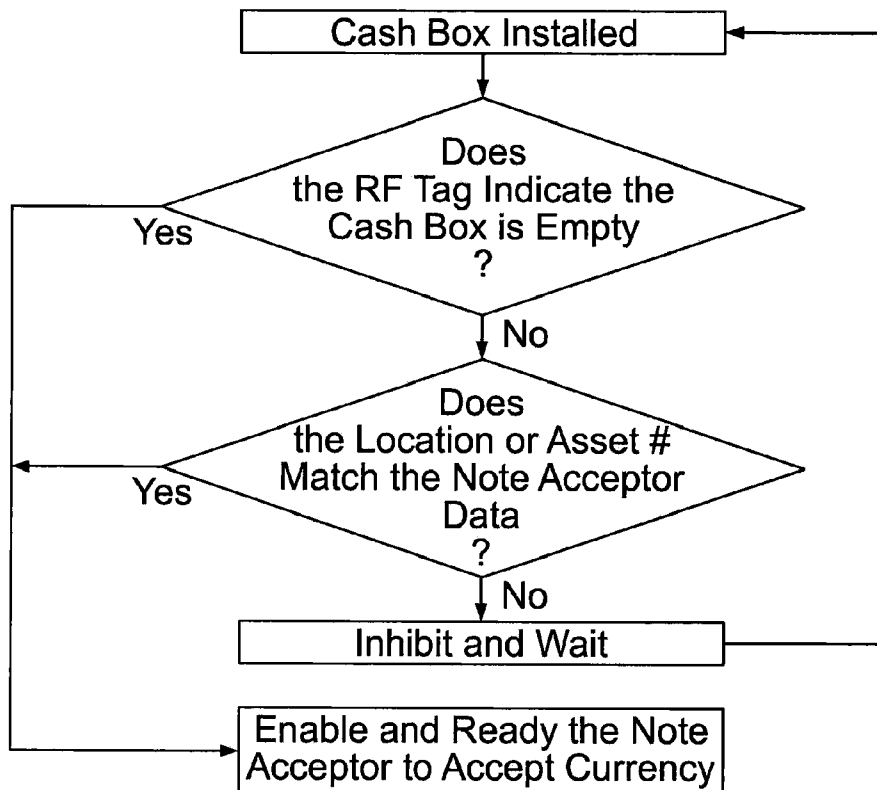 Cash Box Installed
Does
the RF Tag Indicate the
Cash Box is Empty
?
Yes
No
Does
the Location or Asset #
Match the Note Acceptor
Data
?
Yes
No
Inhibit and Wait
Enable and Ready the Note
Acceptor to Accept Currency